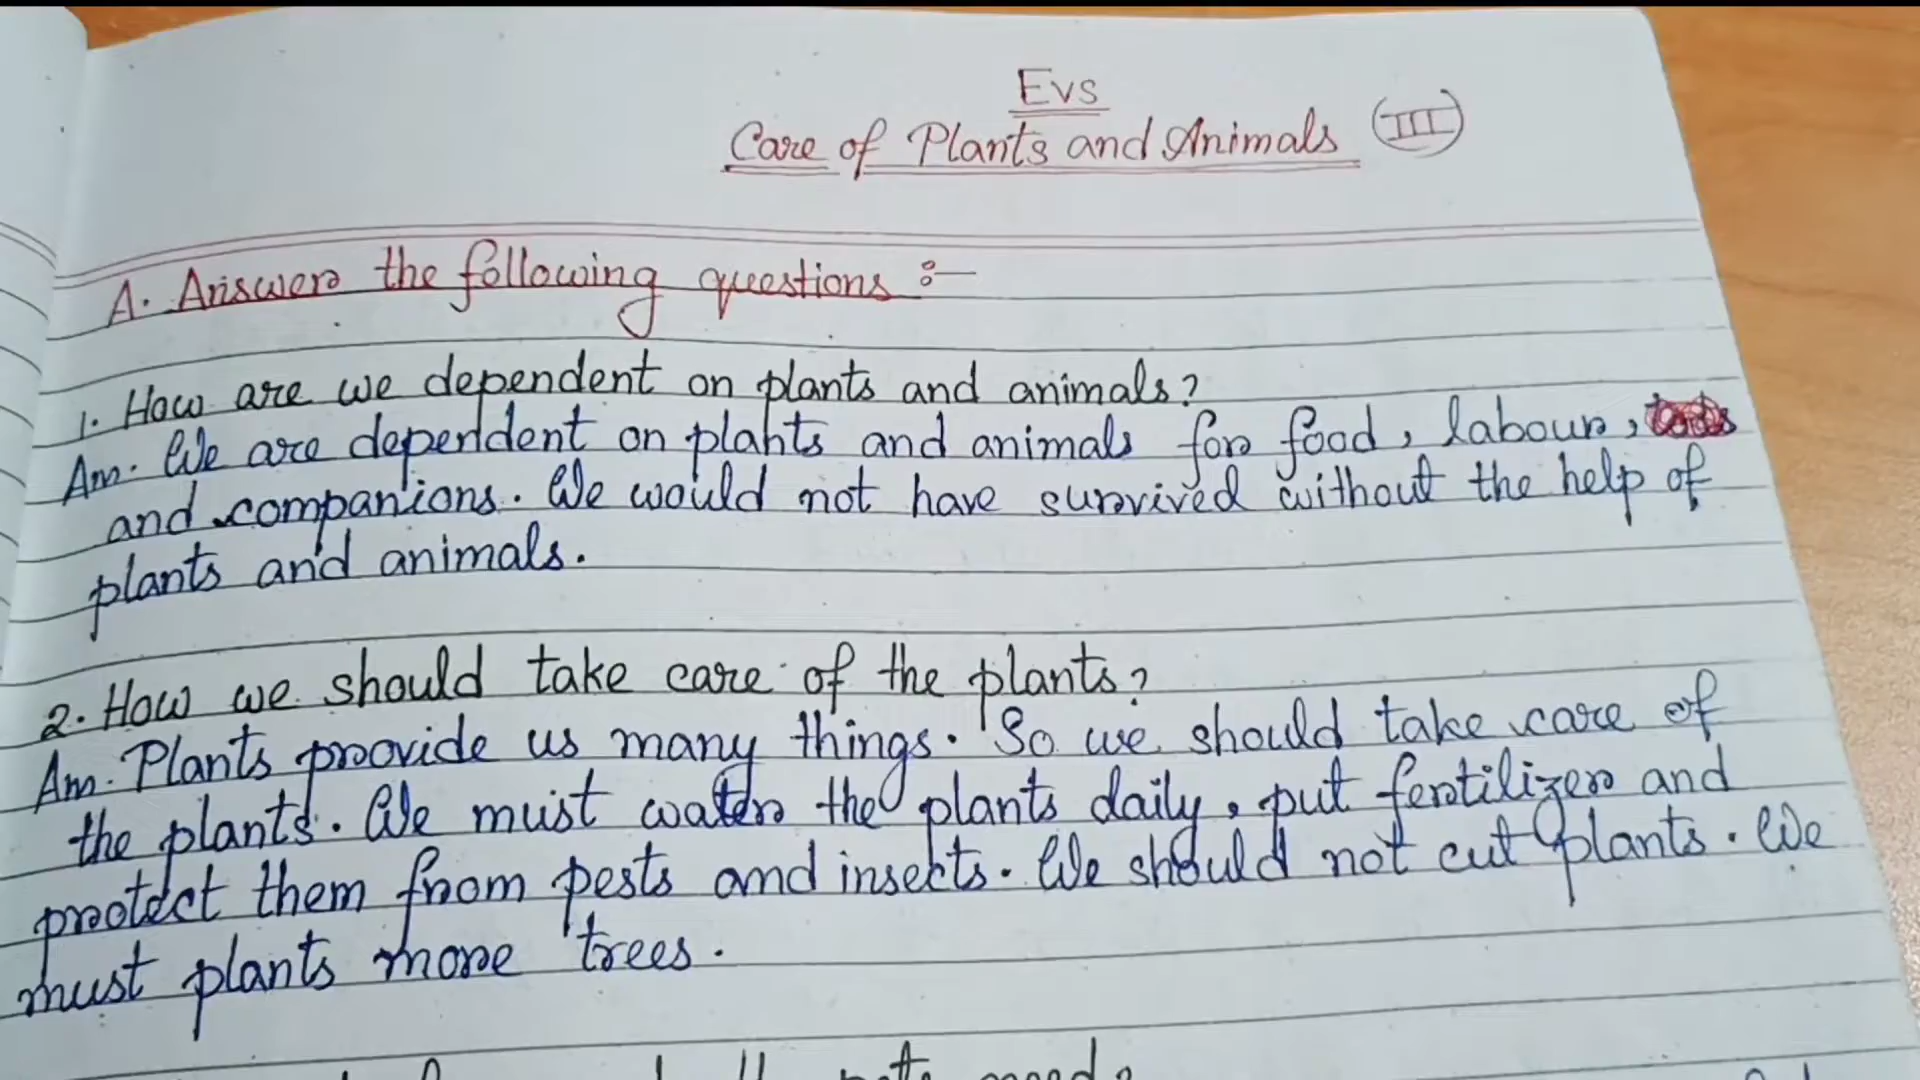 Evs
Care of Plants and Animals (III)
A. Answer the following questions :-
1. How are we dependent on plants and animals?
Ans. We are dependent on plants and animals for food, labour,
and companions. We would not have survived without the help of
plants and animals.
2. How we should take care of the plants?
Ans. Plants provide us many things. So we should take care of
the plants. We must water the plants daily, put fertilizer and
protect them from pests and insects. We should not cut plants. We
must plants more trees.